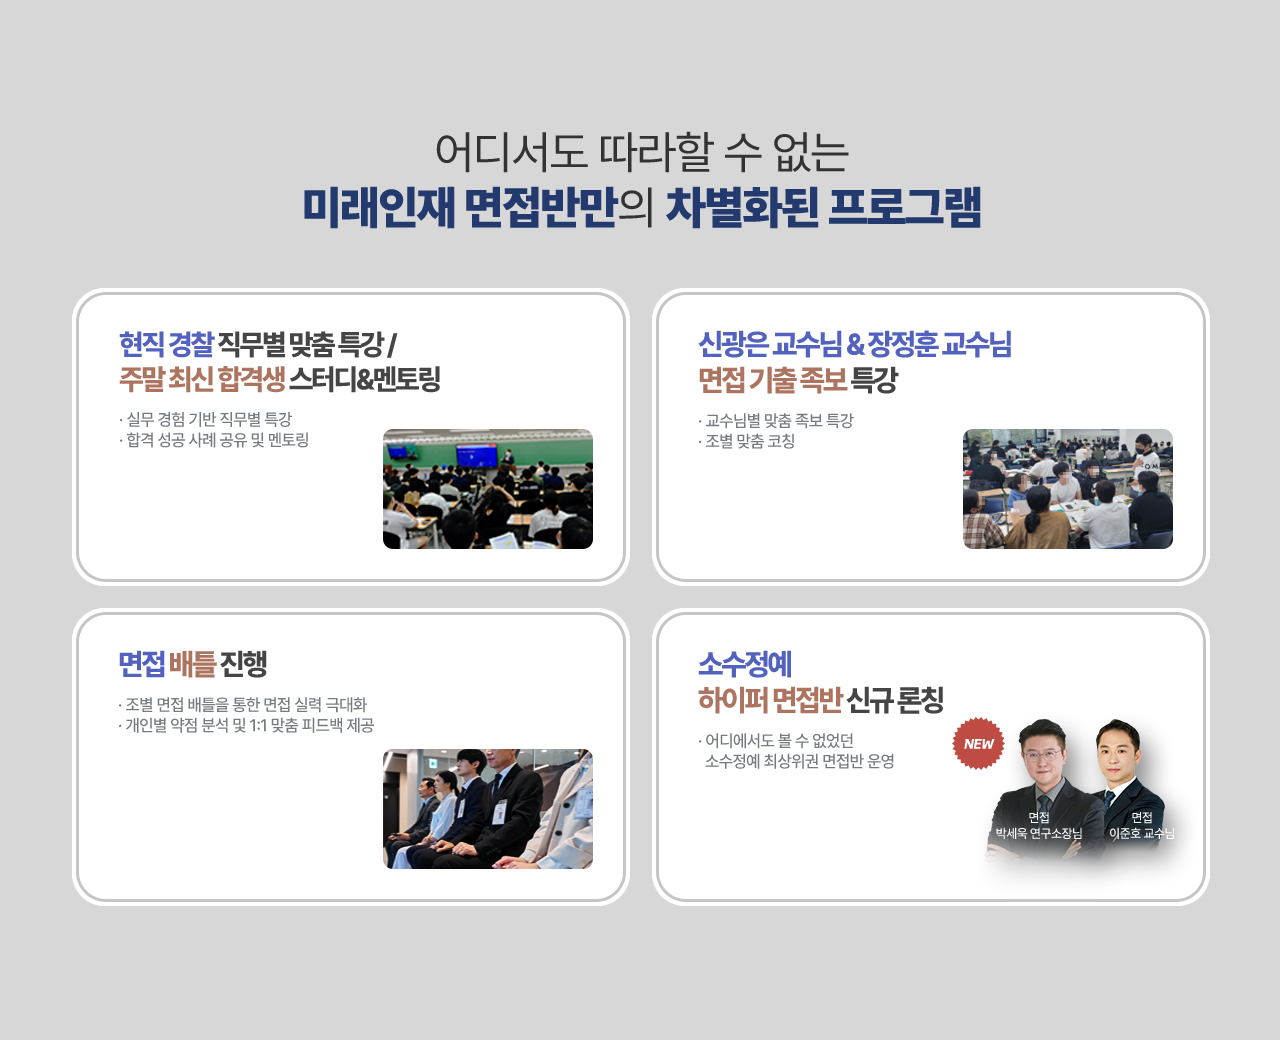 어디서도 따라할 수 없는
미래인재 면접반만의 차별화된 프로그램
현직 경찰 직무별 맞춤 특강 /
주말 최신 합격생 스터디&멘토링
· 실무 경험 기반 직무별 특강
· 합격 성공 사례 공유 및 멘토링
신광은 교수님 & 장정훈 교수님
면접 기출 족보 특강
· 교수님별 맞춤 족보 특강
· 조별 맞춤 코칭
면접 배틀 진행
· 조별 면접 배틀을 통한 면접 실력 극대화
· 개인별 약점 분석 및 1:1 맞춤 피드백 제공
소수정예
하이퍼 면접반 신규 론칭
· 어디에서도 볼 수 없었던
소수정예 최상위권 면접반 운영
NEW
면접
박세욱 연구소장님
면접
이준호 교수님